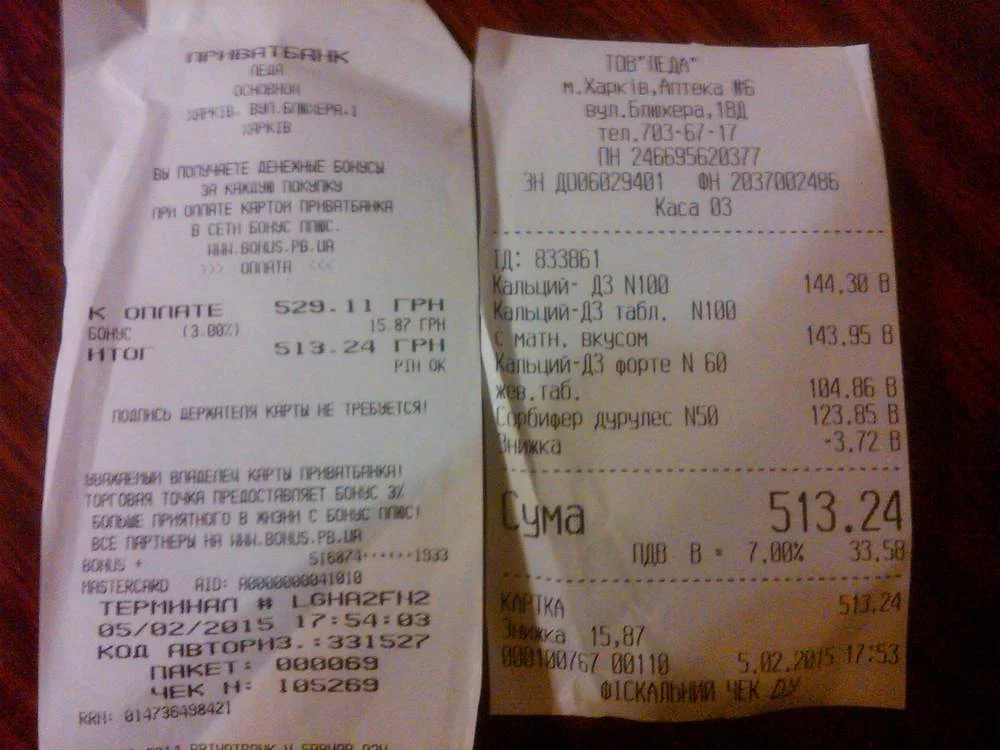 ПРИВАТБАНК
ЛЕДА
ОСНОВНОЙ
ХАРКІВ, ВУЛ.БЛЮХЕРА,1
ХАРКІВ
ВЫ ПОЛУЧАЕТЕ ДЕНЕЖНЫЕ БОНУСЫ
ЗА КАЖДУЮ ПОКУПКУ
ПРИ ОПЛАТЕ КАРТОЙ ПРИВАТБАНКА
В СЕТИ БОНУС ПЛЮС.
WWW.BONUS.PB.UA
>>> ОПЛАТА <<<
К ОПЛАТЕ 529.11 ГРН
БОНУС (3.00%) 15.87 ГРН
ИТОГ 513.24 ГРН
PIN OK
ПОДПИСЬ ДЕРЖАТЕЛЯ КАРТЫ НЕ ТРЕБУЕТСЯ!
УВАЖАЕМЫЙ ВЛАДЕЛЕЦ КАРТЫ ПРИВАТБАНКА!
ТОРГОВАЯ ТОЧКА ПРЕДОСТАВЛЯЕТ БОНУС 3%
БОЛЬШЕ ПРИЯТНОГО В ЖИЗНИ С БОНУС ПЛЮС!
ВСЕ ПАРТНЕРЫ НА WWW.BONUS.PB.UA
BONUS + 516874******1933
MASTERCARD AID: A0000000041010
ТЕРМИНАЛ # LGHA2FH2
05/02/2015 17:54:03
КОД АВТОРИЗ.:331527
ПАКЕТ: 000069
ЧЕК Н: 105269
RRN: 014736498421
ТОВ"ЛЕДА"
м.Харків,Аптека №6
вул.Блюхера,1ВД
тел.703-67-17
ПН 246695620377
ЗН ДО06029401 ФН 2037002486
Каса 03
ІД: 833861
Кальций- Д3 N100 144.30 В
Кальций-Д3 табл. N100
с матн. вкусом 143.95 В
Кальций-Д3 форте N 60
жев.таб. 104.86 В
Сорбифер дурулес N50 123.85 В
Знижка -3.72 В
Сума 513.24
ПДВ В = 7,00% 33.58
КАРТКА 513.24
Знижка 15,87
000100767 00110 5.02.2015 17:53
ФІСКАЛЬНИЙ ЧЕК ДУ